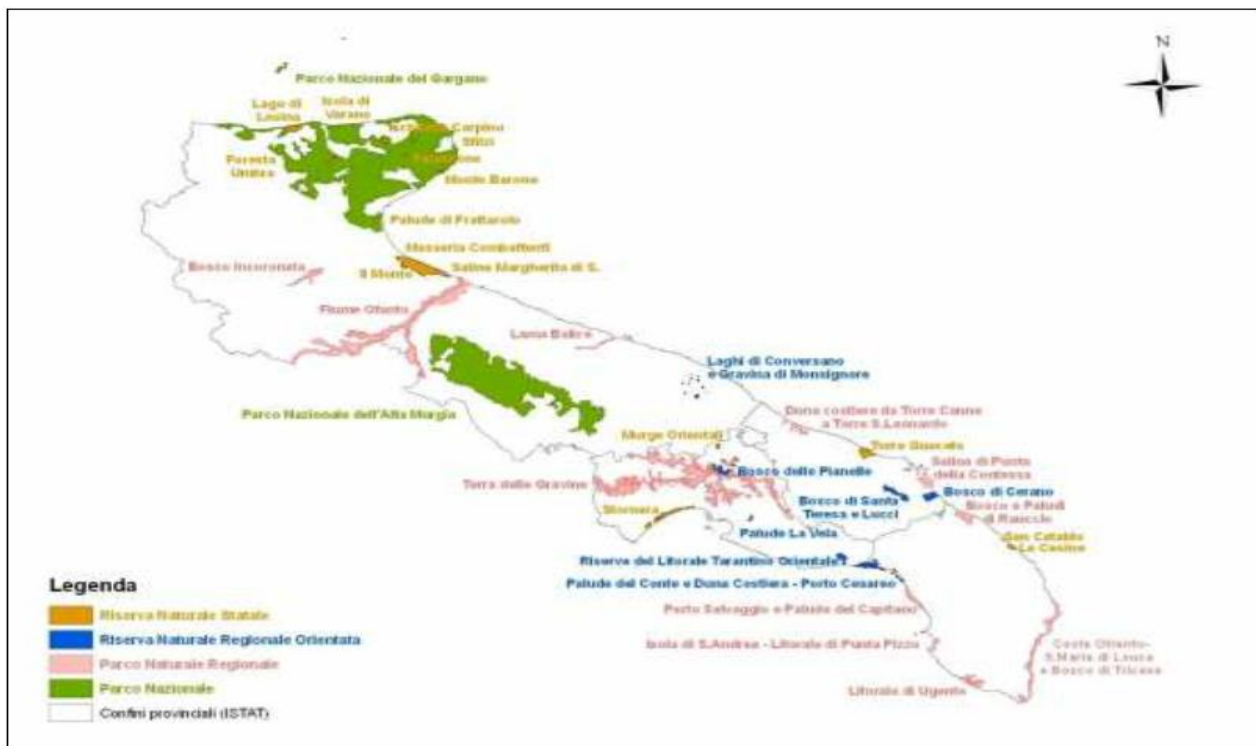 N
Parco Nazionale del Gargano
Lago di
Lesina
Isola di
Varano
Carpino
Sfilzi
Falascone
Foresta
Umbra
Monte Barone
Palude di Frattarolo
Masseria Combattenti
Il Monte
Saline Margherita di S.
Bosco Incoronata
Fiume Ofanto
Lama Balice
Laghi di Conversano
e Gravina di Monsignore
Parco Nazionale dell'Alta Murgia
Dune costiere da Torre Canne
a Torre S.Leonardo
Murge Orientali
Torre Guaceto
Bosco delle Pianelle
Saline di Punta
della Contessa
Terra delle Gravine
Bosco di Cerano
Bosco di Santa
Teresa e Lucci
Bosco e Paludi
di Rauccio
Stornara
Palude La Vela
San Cataldo
Le Cesine
Riserva del Litorale Tarantino Orientale
Palude del Conte e Duna Costiera - Porto Cesareo
Porto Selvaggio e Palude del Capitano
Isola di S.Andrea - Litorale di Punta Pizzo
Costa Otranto-
S.Maria di Leuca
e Bosco di Tricase
Litorale di Ugento
Legenda
Riserva Naturale Statale
Riserva Naturale Regionale Orientata
Parco Naturale Regionale
Parco Nazionale
Confini provinciali (ISTAT)